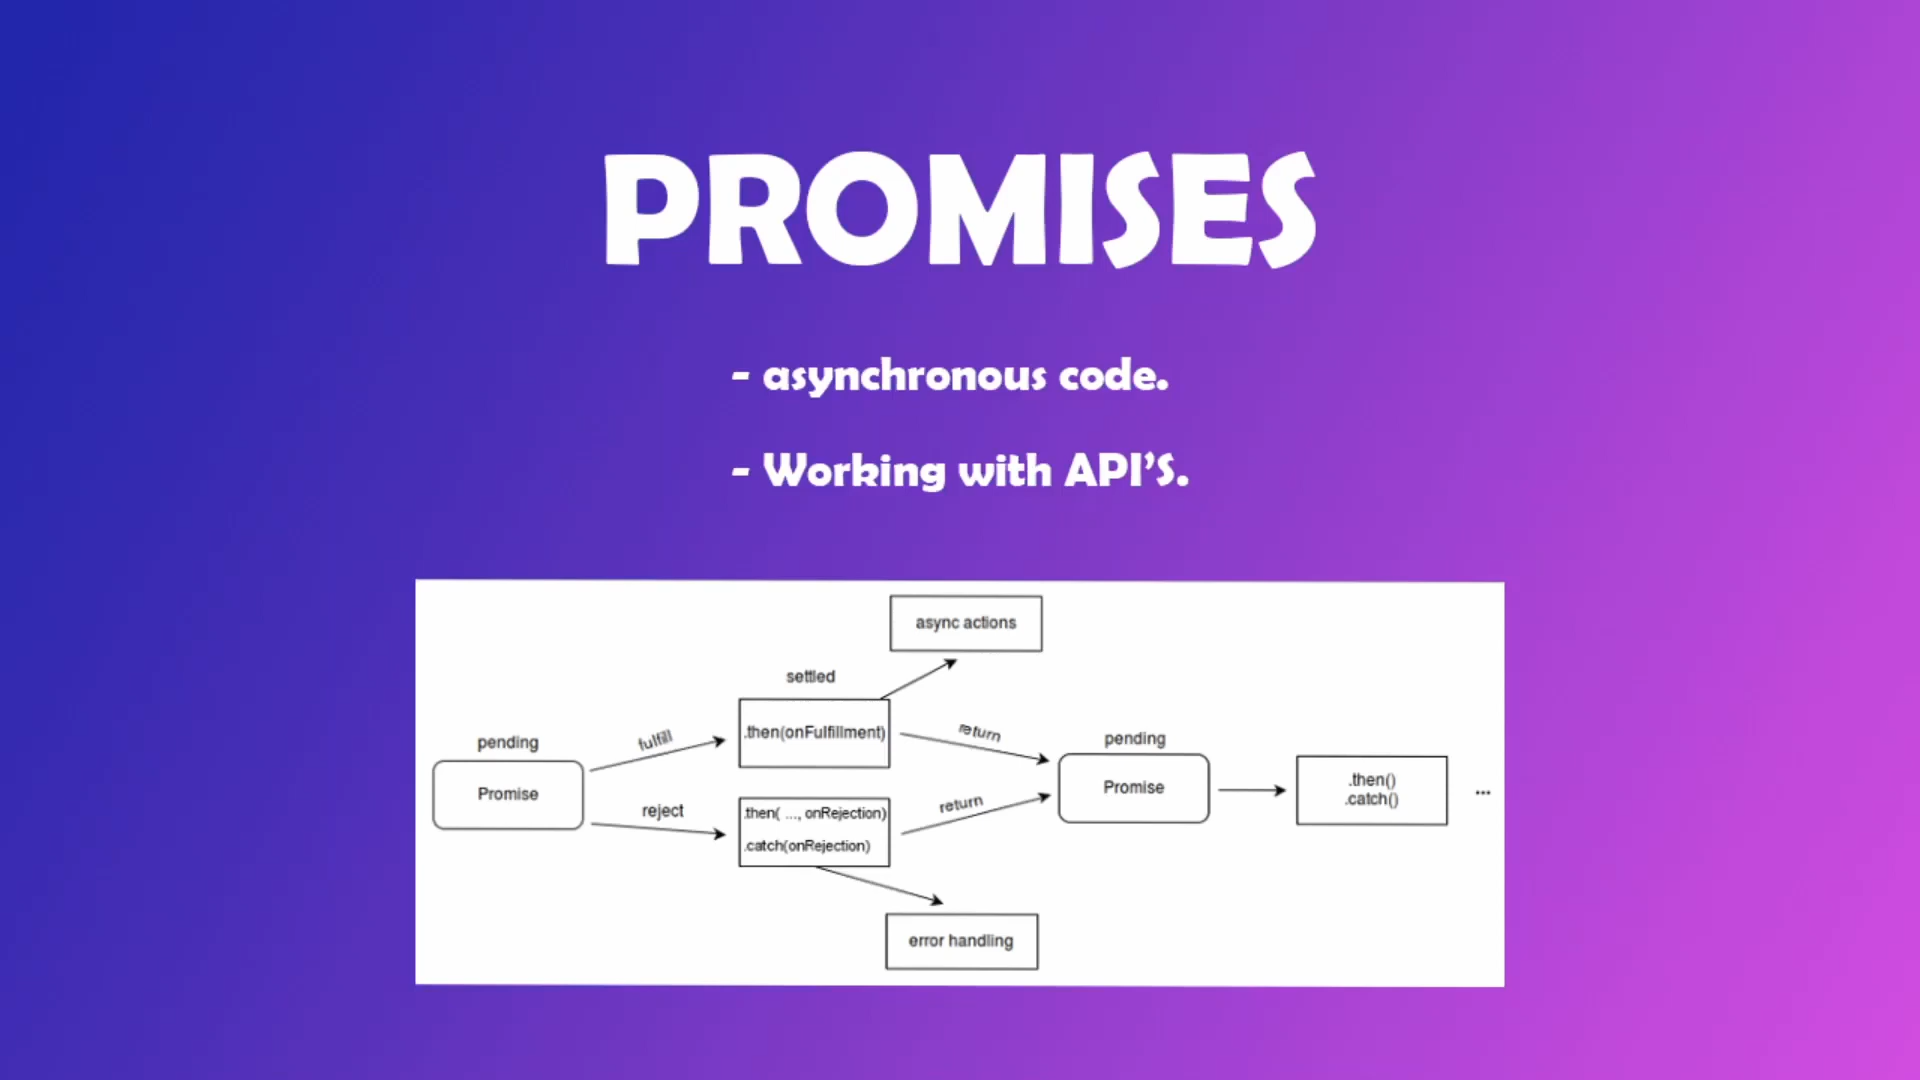 PROMISES
- asynchronous code.
- Working with API'S.
async actions
settled
.then(onFulfillment)
fulfill
return
pending
Promise
pending
Promise
.then()
.catch()
...
reject
.then( ..., onRejection)
.catch(onRejection)
return
error handling